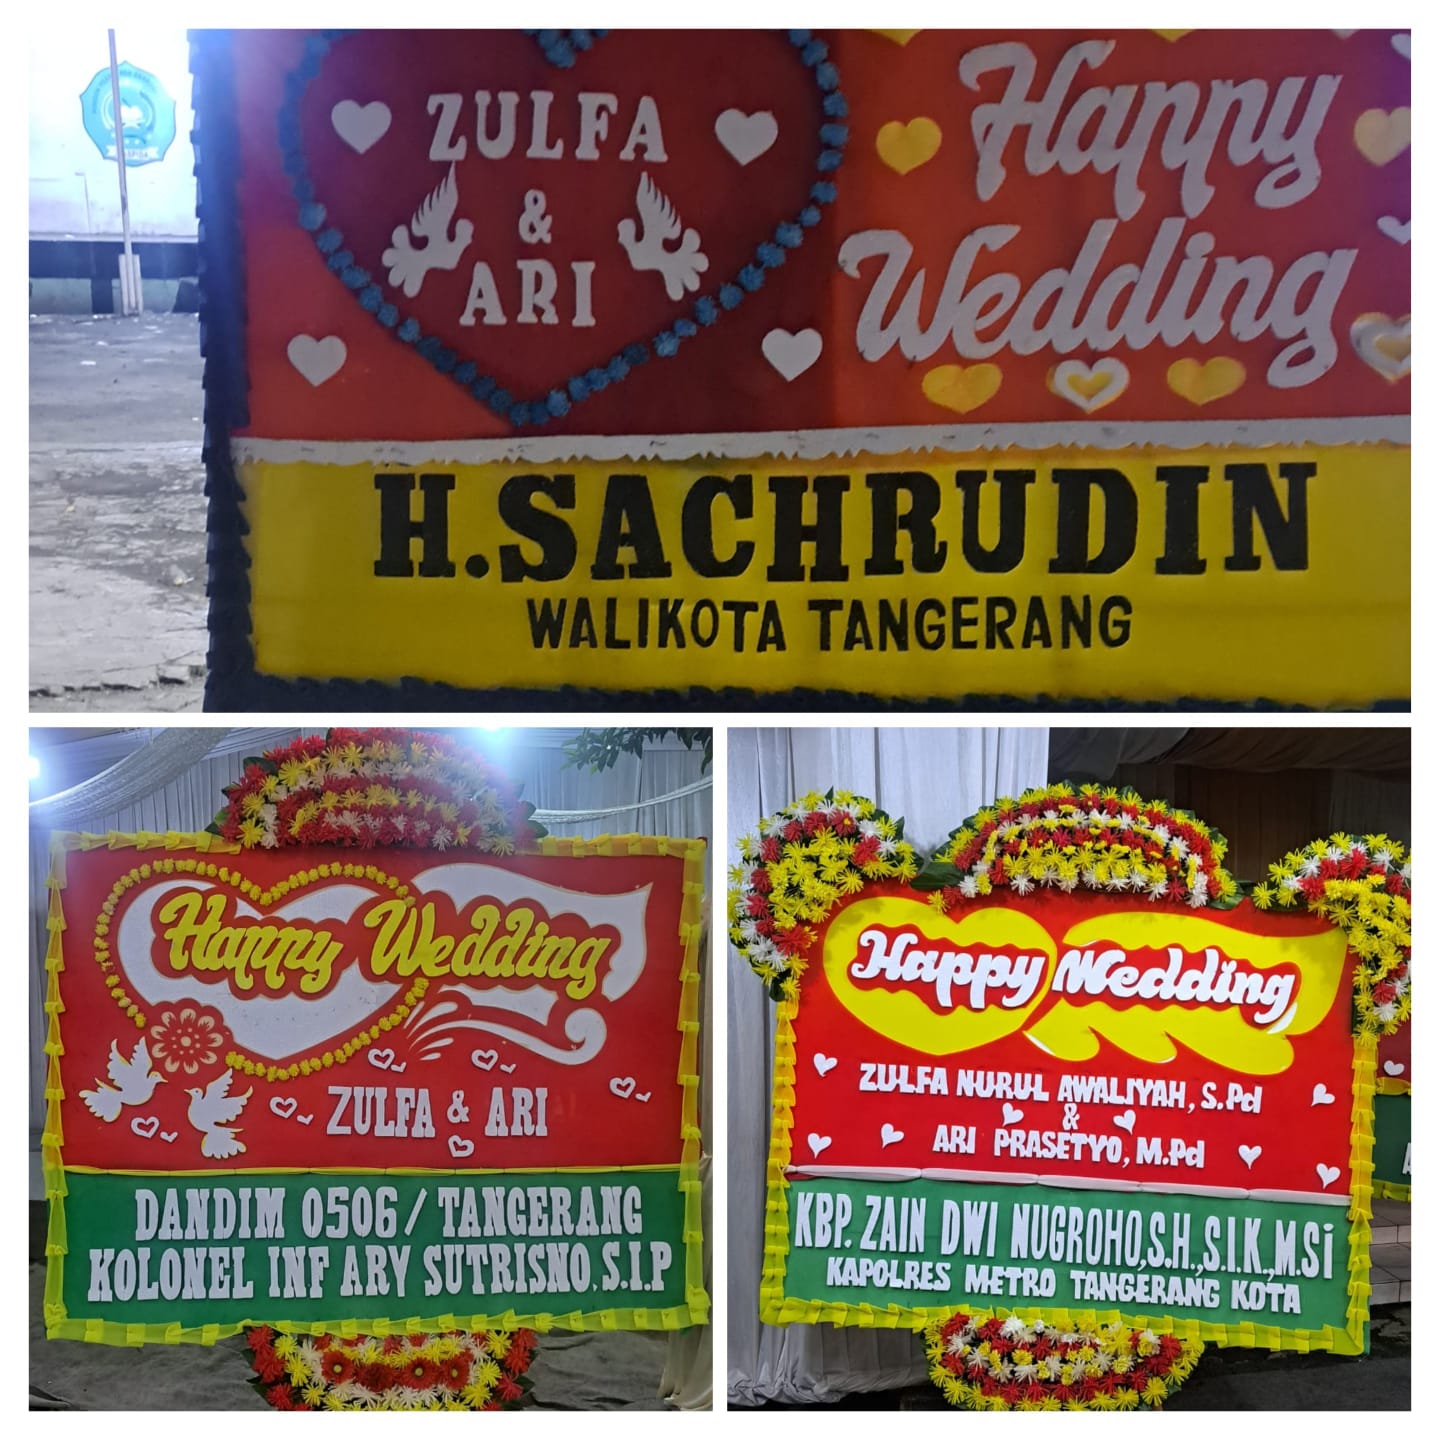 ZULFA
&
ARI
Happy
Wedding
H.SACHRUDIN
WALIKOTA TANGERANG
Happy Wedding
ZULFA & ARI
DANDIM 0506/TANGERANG
KOLONEL INF ARY SUTRISNO, S.I.P
Happy Wedding
ZULFA NURUL AWALIYAH, S.Pd
&
ARI PRASETYO, M.Pd
KBP. ZAIN DWI NUGROHO,S.H.,S.I.K.,M.Si
KAPOLRES METRO TANGERANG KOTA